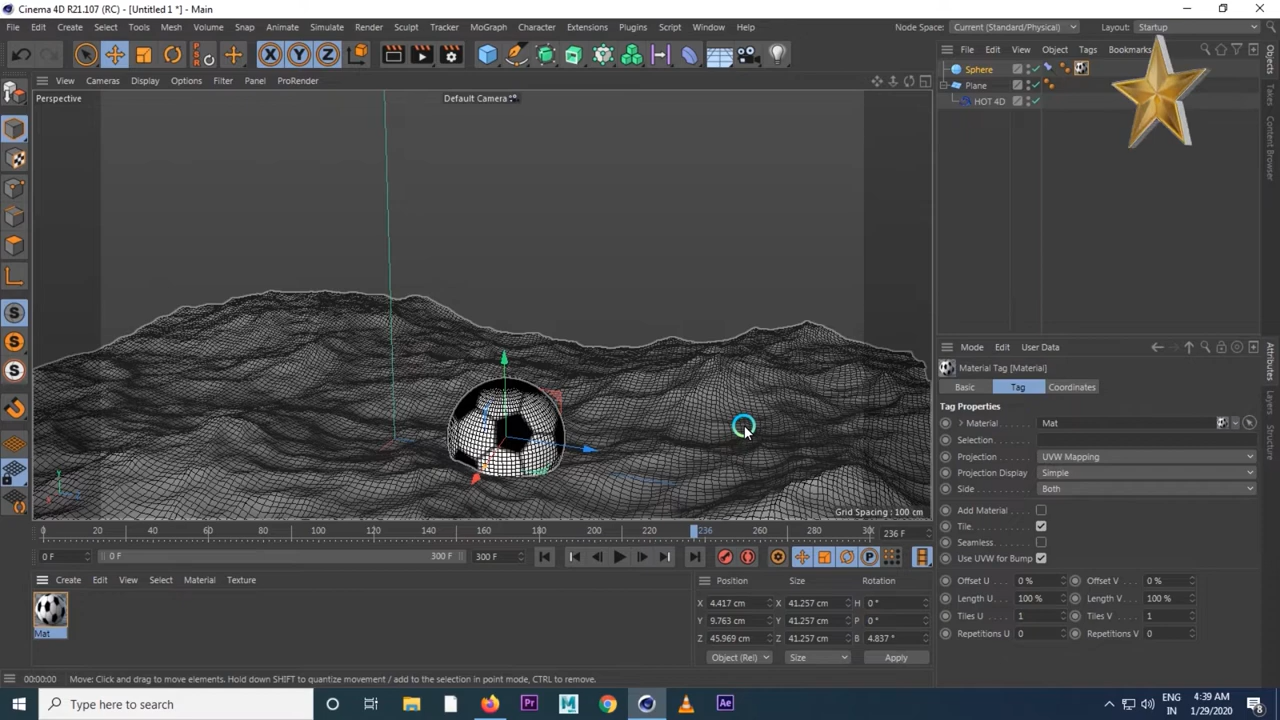 Cinema 4D R21.107 (RC) - [Untitled 1 *] - Main
File Edit Create Select Tools Mesh Volume Spline MoGraph Character Animate Simulate Tracker Render Sculpt Extensions Plugins Script Window Help
Node Space: Current (Standard/Physical)
Layout: Startup
X Y Z
File Edit View Object Tags Bookmarks
View Cameras Display Options Filter Panel ProRender
Perspective
Default Camera
Sphere
Plane
HOT 4D
Objects
Takes
Content Browser
Attributes
Layers
Structure
Mode Edit User Data
Material Tag [Material]
Basic Tag Coordinates
Tag Properties
Material Mat
Selection
Projection UVW Mapping
Projection Display Simple
Side Both
Add Material
Tile
Seamless
Use UVW for Bump
Offset U 0 % Offset V 0 %
Length U 100 % Length V 100 %
Tiles U 1 Tiles V 1
Repetitions U 0 Repetitions V 0
Grid Spacing : 100 cm
0 20 40 60 80 100 120 140 160 180 200 220 236 260 280 30
236 F
0 F 0 F 300 F 300 F
Create Edit View Select Material Texture
Mat
Position Size Rotation
X 4.417 cm X 41.257 cm H 0 °
Y 9.763 cm Y 41.257 cm P 0 °
Z 45.969 cm Z 41.257 cm B 4.837 °
Object (Rel) Size Apply
00:00:00 Move: Click and drag to move elements. Hold down SHIFT to quantize movement / add to the selection in point mode, CTRL to remove.
Type here to search
ENG
IN
4:39 AM
1/29/2020
8